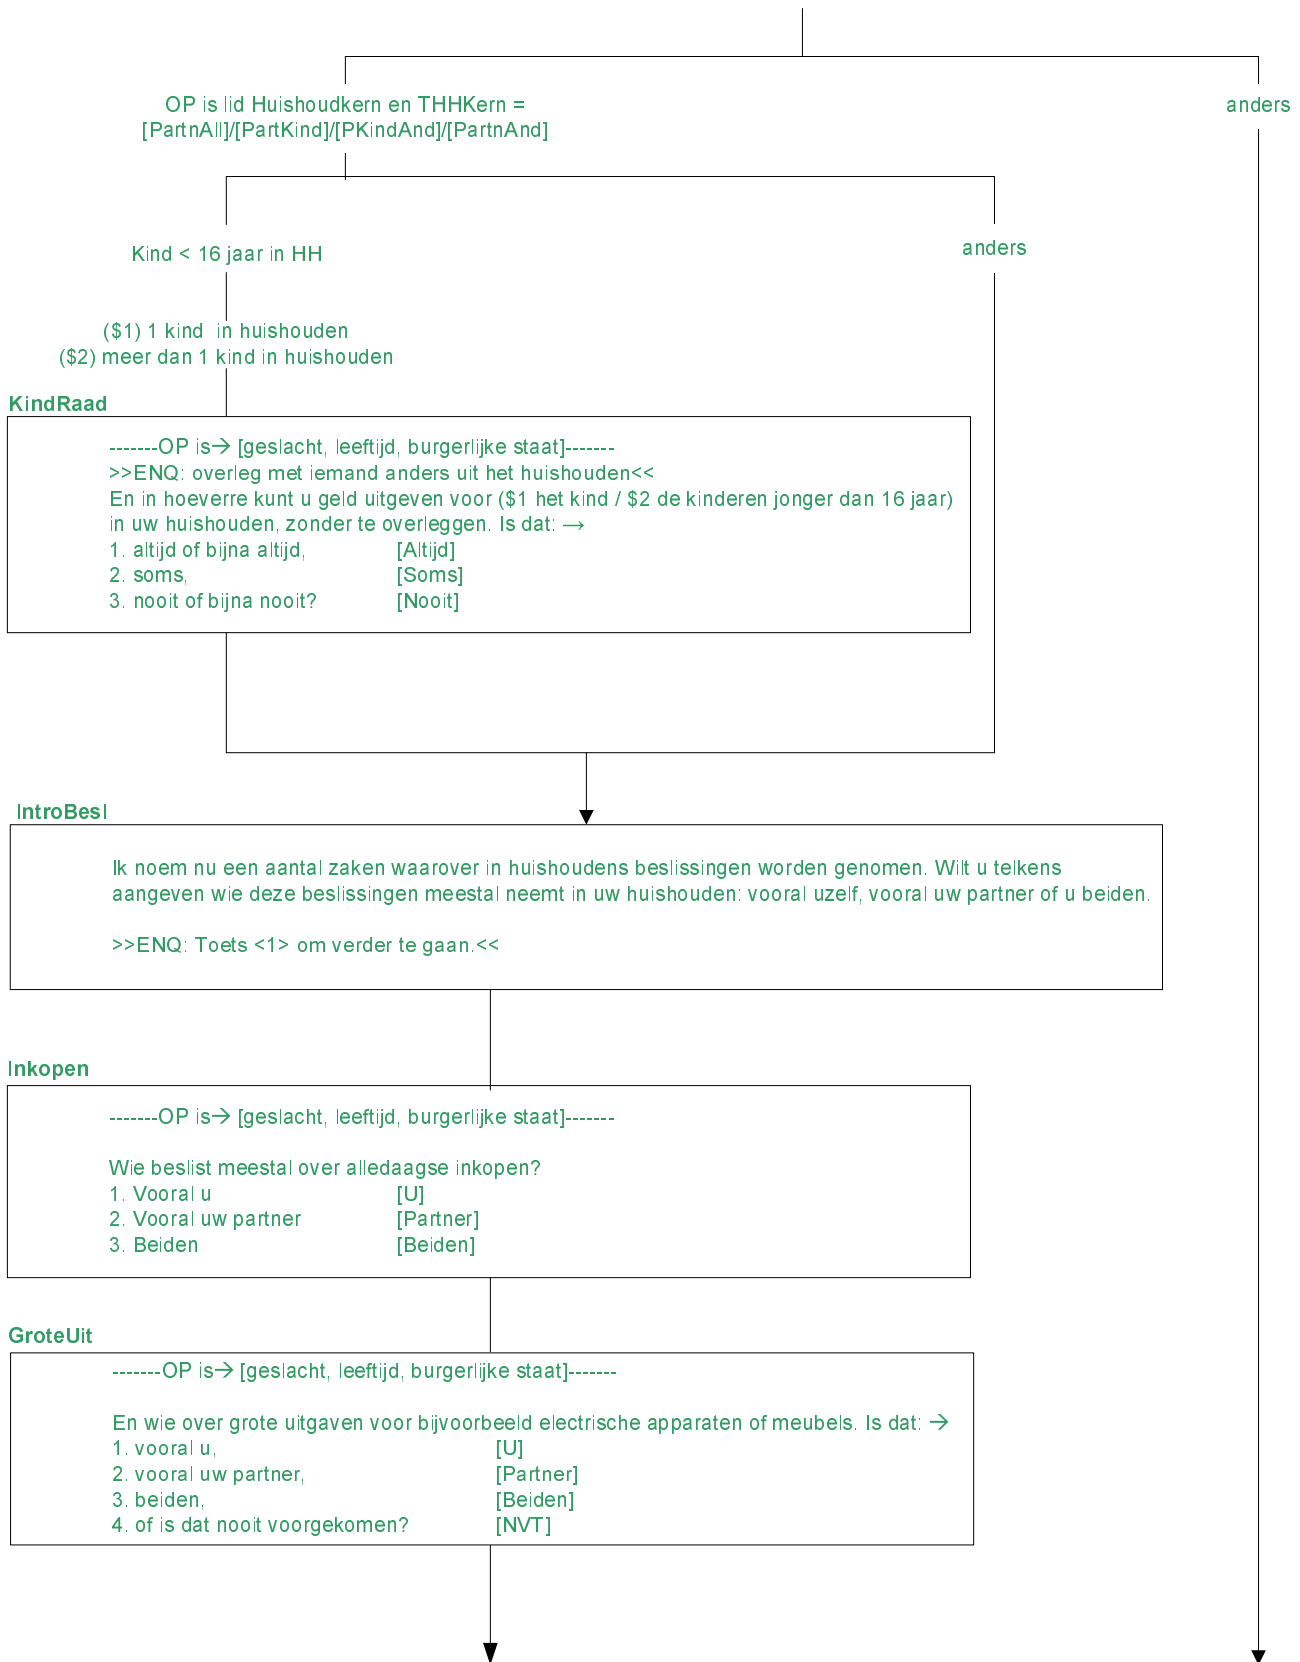 OP is lid Huishoudkern en THHKern =
[PartnAll]/[PartKind]/[PKindAnd]/[PartnAnd]
anders
Kind < 16 jaar in HH
anders
($1) 1 kind  in huishouden
($2) meer dan 1 kind in huishouden
KindRaad
-------OP is→ [geslacht, leeftijd, burgerlijke staat]-------
>>ENQ: overleg met iemand anders uit het huishouden<<
En in hoeverre kunt u geld uitgeven voor ($1 het kind / $2 de kinderen jonger dan 16 jaar)
in uw huishouden, zonder te overleggen. Is dat: →
1. altijd of bijna altijd, [Altijd]
2. soms, [Soms]
3. nooit of bijna nooit? [Nooit]
IntroBesl
Ik noem nu een aantal zaken waarover in huishoudens beslissingen worden genomen. Wilt u telkens
aangeven wie deze beslissingen meestal neemt in uw huishouden: vooral uzelf, vooral uw partner of u beiden.
>>ENQ: Toets <1> om verder te gaan.<<
Inkopen
-------OP is→ [geslacht, leeftijd, burgerlijke staat]-------
Wie beslist meestal over alledaagse inkopen?
1. Vooral u [U]
2. Vooral uw partner [Partner]
3. Beiden [Beiden]
GroteUit
-------OP is→ [geslacht, leeftijd, burgerlijke staat]-------
En wie over grote uitgaven voor bijvoorbeeld electrische apparaten of meubels. Is dat: →
1. vooral u, [U]
2. vooral uw partner, [Partner]
3. beiden, [Beiden]
4. of is dat nooit voorgekomen? [NVT]